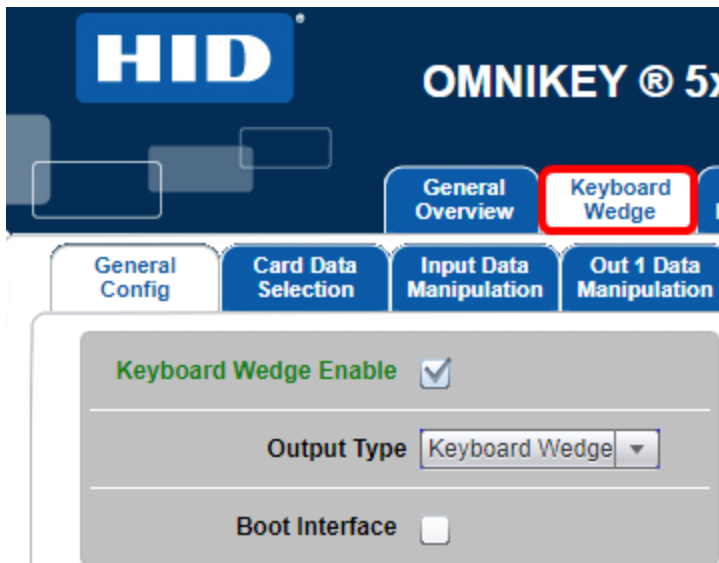 HID®
OMNIKEY ® 5x
General
Overview
Keyboard
Wedge
General
Config
Card Data
Selection
Input Data
Manipulation
Out 1 Data
Manipulation
Keyboard Wedge Enable
Output Type Keyboard Wedge
Boot Interface